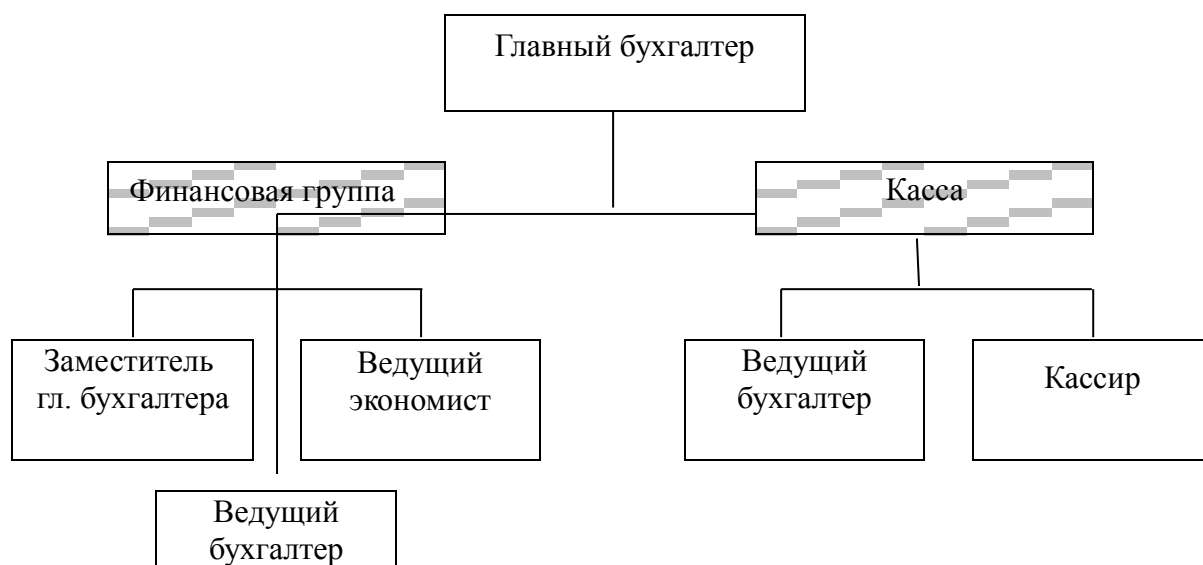 Главный бухгалтер
Финансовая группа
Касса
Заместитель
гл. бухгалтера
Ведущий
экономист
Ведущий
бухгалтер
Кассир
Ведущий
бухгалтер